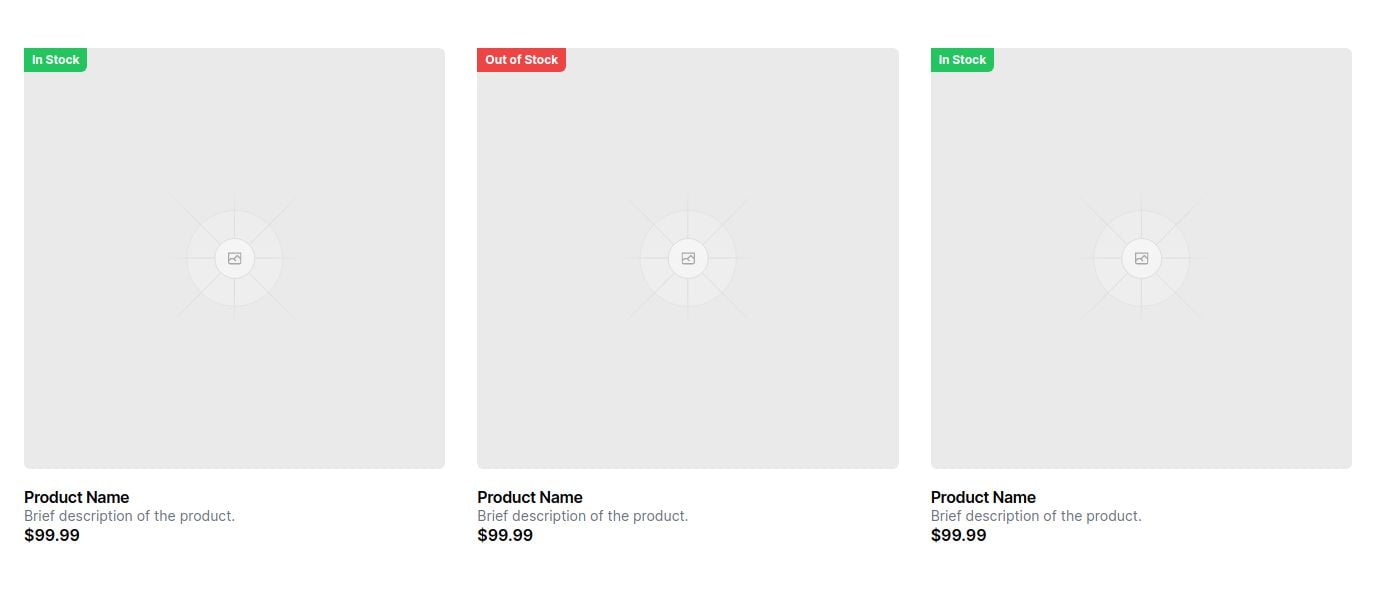 In Stock
Out of Stock
In Stock
Product Name
Brief description of the product.
$99.99
Product Name
Brief description of the product.
$99.99
Product Name
Brief description of the product.
$99.99